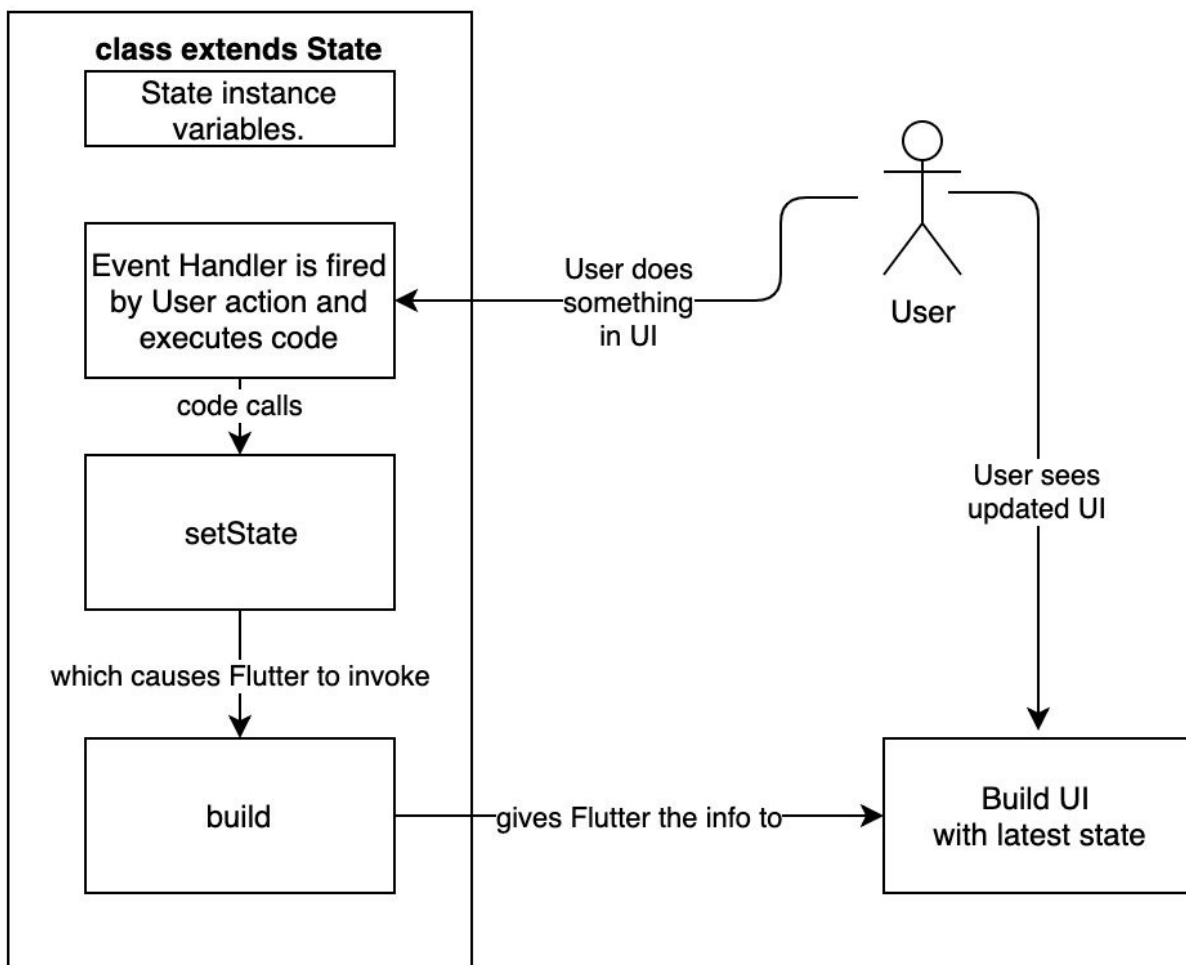 class extends State
State instance
variables.
Event Handler is fired
by User action and
executes code
User does
something
in UI
User
code calls
setState
User sees
updated UI
which causes Flutter to invoke
build
gives Flutter the info to
Build UI
with latest state